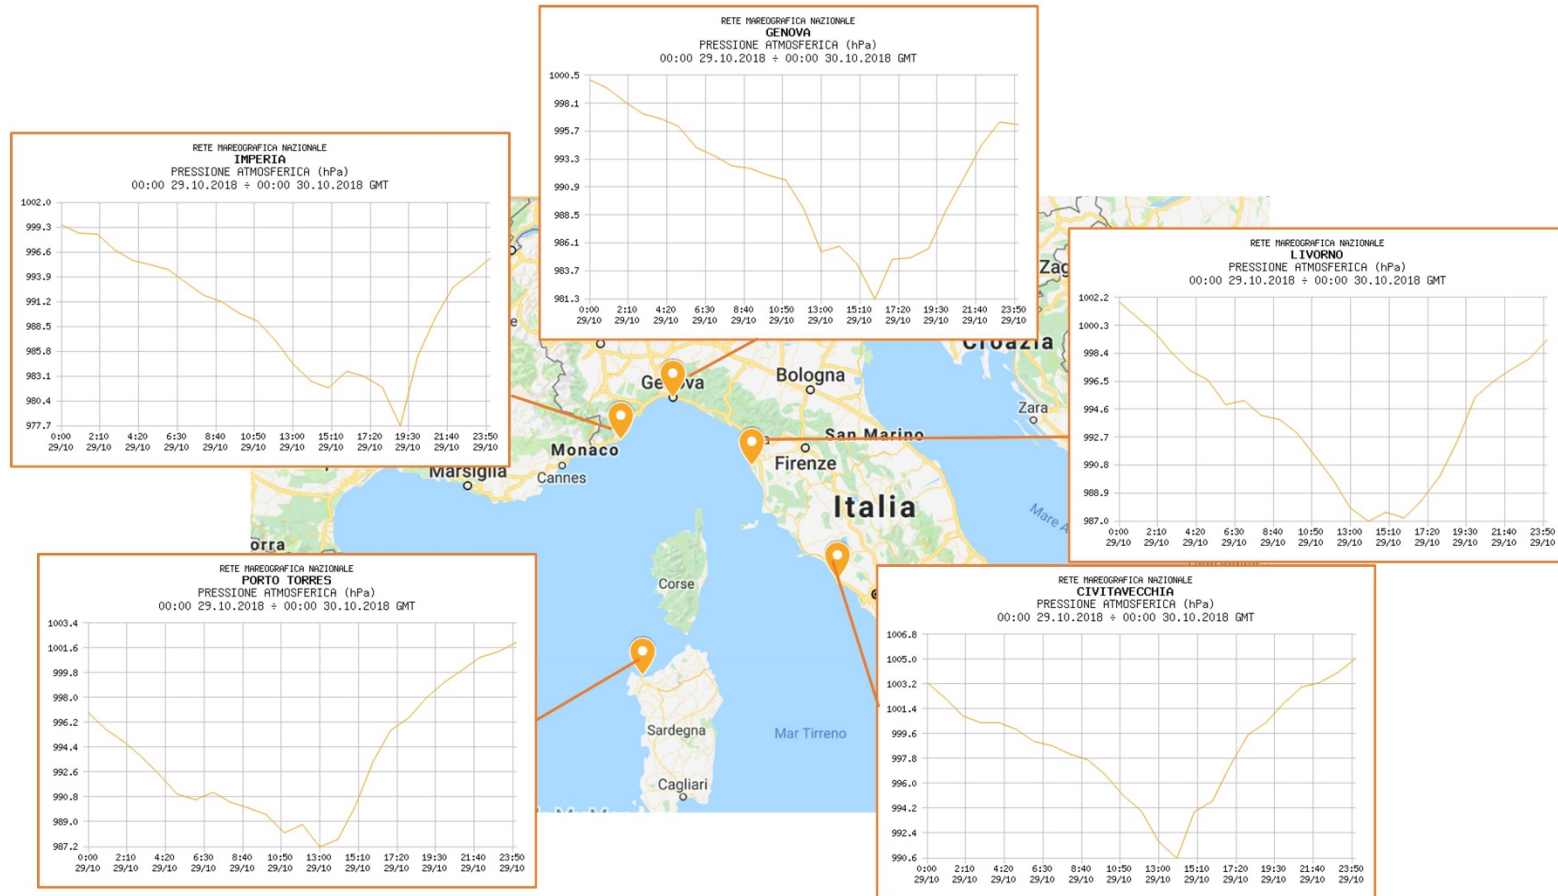 RETE MAREOGRAFICA NAZIONALE
GENOVA
PRESSIONE ATMOSFERICA (hPa)
00:00 29.10.2018 ÷ 00:00 30.10.2018 GMT
1000.5
998.1
995.7
993.3
990.9
988.5
986.1
983.7
981.3
0:00 2:10 4:20 6:30 8:40 10:50 13:00 15:10 17:20 19:30 21:40 23:50
29/10 29/10 29/10 29/10 29/10 29/10 29/10 29/10 29/10 29/10 29/10 29/10
RETE MAREOGRAFICA NAZIONALE
IMPERIA
PRESSIONE ATMOSFERICA (hPa)
00:00 29.10.2018 ÷ 00:00 30.10.2018 GMT
1002.0
999.3
996.6
993.9
991.2
988.5
985.8
983.1
980.4
977.7
0:00 2:10 4:20 6:30 8:40 10:50 13:00 15:10 17:20 19:30 21:40 23:50
29/10 29/10 29/10 29/10 29/10 29/10 29/10 29/10 29/10 29/10 29/10 29/10
RETE MAREOGRAFICA NAZIONALE
LIVORNO
PRESSIONE ATMOSFERICA (hPa)
00:00 29.10.2018 ÷ 00:00 30.10.2018 GMT
1002.2
1000.3
998.4
996.5
994.6
992.7
990.8
988.9
987.0
0:00 2:10 4:20 6:30 8:40 10:50 13:00 15:10 17:20 19:30 21:40 23:50
29/10 29/10 29/10 29/10 29/10 29/10 29/10 29/10 29/10 29/10 29/10 29/10
Zag
Croazia
Zara
Bologna
San Marino
Firenze
Monaco
Cannes
Marsiglia
Italia
Mare A
orra
Corse
Sardegna
Cagliari
Mar Tirreno
RETE MAREOGRAFICA NAZIONALE
PORTO TORRES
PRESSIONE ATMOSFERICA (hPa)
00:00 29.10.2018 ÷ 00:00 30.10.2018 GMT
1003.4
1001.6
999.8
998.0
996.2
994.4
992.6
990.8
989.0
987.2
0:00 2:10 4:20 6:30 8:40 10:50 13:00 15:10 17:20 19:30 21:40 23:50
29/10 29/10 29/10 29/10 29/10 29/10 29/10 29/10 29/10 29/10 29/10 29/10
RETE MAREOGRAFICA NAZIONALE
CIVITAVECCHIA
PRESSIONE ATMOSFERICA (hPa)
00:00 29.10.2018 ÷ 00:00 30.10.2018 GMT
1006.8
1005.0
1003.2
1001.4
999.6
997.8
996.0
994.2
992.4
990.6
0:00 2:10 4:20 6:30 8:40 10:50 13:00 15:10 17:20 19:30 21:40 23:50
29/10 29/10 29/10 29/10 29/10 29/10 29/10 29/10 29/10 29/10 29/10 29/10